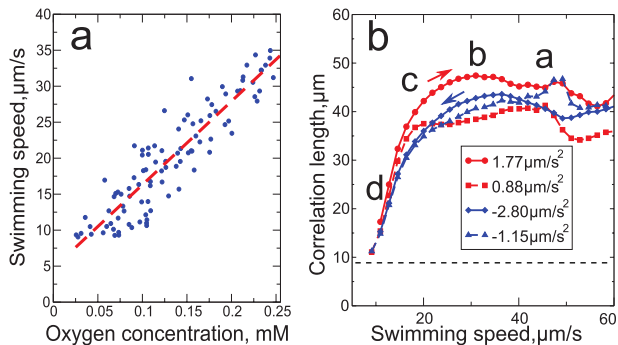 a
Swimming speed,µm/s
40
35
30
25
20
15
10
5
0
0
0.05
0.1
0.15
0.2
0.25
Oxygen concentration, mM
b
Correlation length,µm
60
50
40
30
20
10
0
20
40
60
Swimming speed,µm/s
a
b
c
d
1.77µm/s²
0.88µm/s²
-2.80µm/s²
-1.15µm/s²